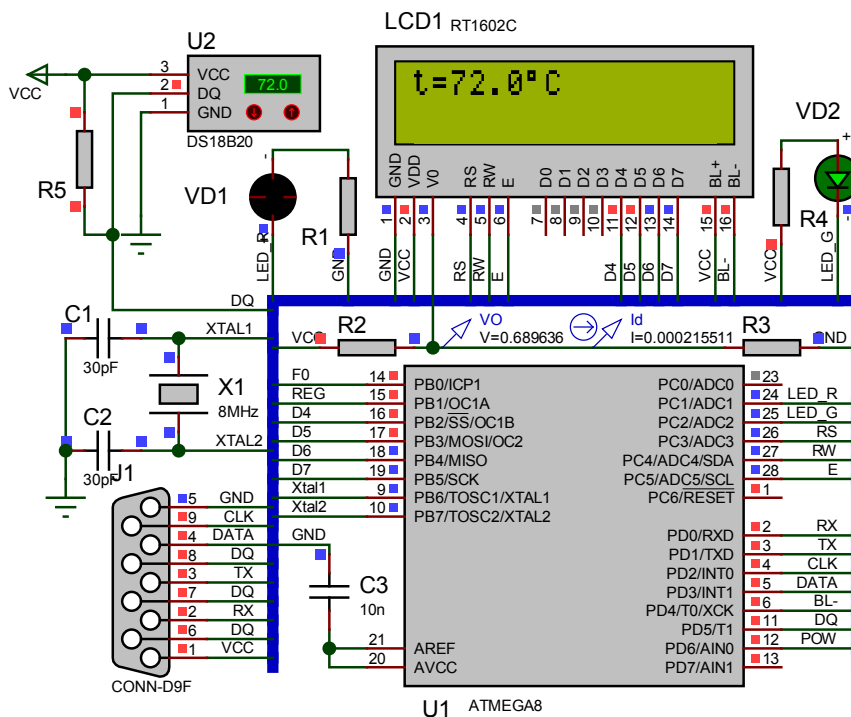 LCD1 RT1602C
t=72.0°C
GND VDD V0 RS RW E D0 D1 D2 D3 D4 D5 D6 D7 BL+ BL-
1 2 3 4 5 6 7 8 9 10 11 12 13 14 15 16
GND VCC RS RW E D4 D5 D6 D7 VCC BL-
U2
3 VCC
2 DQ
1 GND
72.0
DS18B20
VCC
R5
VD1
- +
LED_R
R1
GND
VD2
+ -
R4
VCC
LED_G
DQ
C1
30pF
XTAL1
X1
8MHz
C2
30pF
XTAL2
VCC R2
VO
V=0.689636
Id
I=0.000215511
R3 GND
F0 14 PB0/ICP1
REG 15 PB1/OC1A
D4 16 PB2/SS/OC1B
D5 17 PB3/MOSI/OC2
D6 18 PB4/MISO
D7 19 PB5/SCK
Xtal1 9 PB6/TOSC1/XTAL1
Xtal2 10 PB7/TOSC2/XTAL2
GND
C3
10n
21 AREF
20 AVCC
PC0/ADC0 23
PC1/ADC1 24 LED_R
PC2/ADC2 25 LED_G
PC3/ADC3 26 RS
PC4/ADC4/SDA 27 RW
PC5/ADC5/SCL 28 E
PC6/RESET 1
PD0/RXD 2 RX
PD1/TXD 3 TX
PD2/INT0 4 CLK
PD3/INT1 5 DATA
PD4/T0/XCK 6 BL-
PD5/T1 11 DQ
PD6/AIN0 12 POW
PD7/AIN1 13
U1 ATMEGA8
J1
5 GND
9 CLK
4 DATA
8 DQ
3 TX
7 DQ
2 RX
6 DQ
1 VCC
CONN-D9F